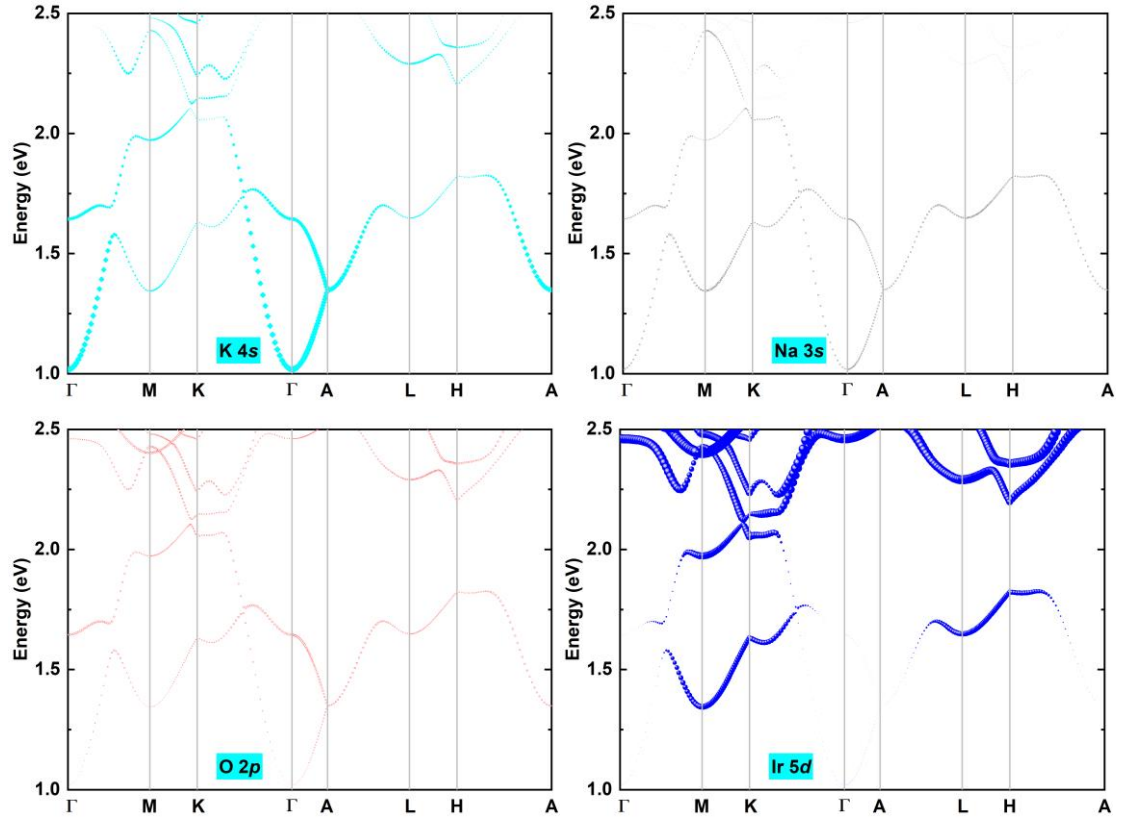 2.5
2.0
1.5
1.0
Energy (eV)
K 4s
Γ M K Γ A L H A
2.5
2.0
1.5
1.0
Energy (eV)
Na 3s
Γ M K Γ A L H A
2.5
2.0
1.5
1.0
Energy (eV)
O 2p
Γ M K Γ A L H A
2.5
2.0
1.5
1.0
Energy (eV)
Ir 5d
Γ M K Γ A L H A